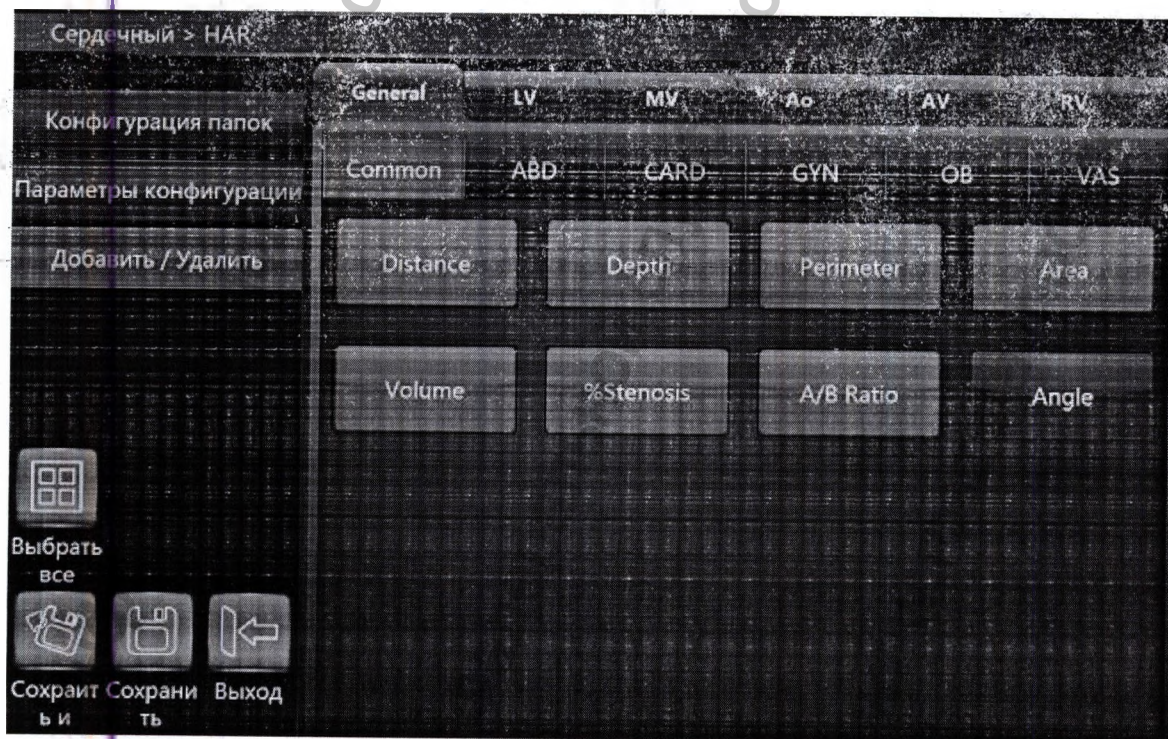 Сердечный > HAR
General LV MV Ao AV RV
Конфигурация папок
Common ABD CARD GYN OB VAS
Параметры конфигурации
Добавить / Удалить
Distance Depth Perimeter Area
Volume %Stenosis A/B Ratio Angle
Выбрать
все
Сохраит Сохрани Выход
ь и ть